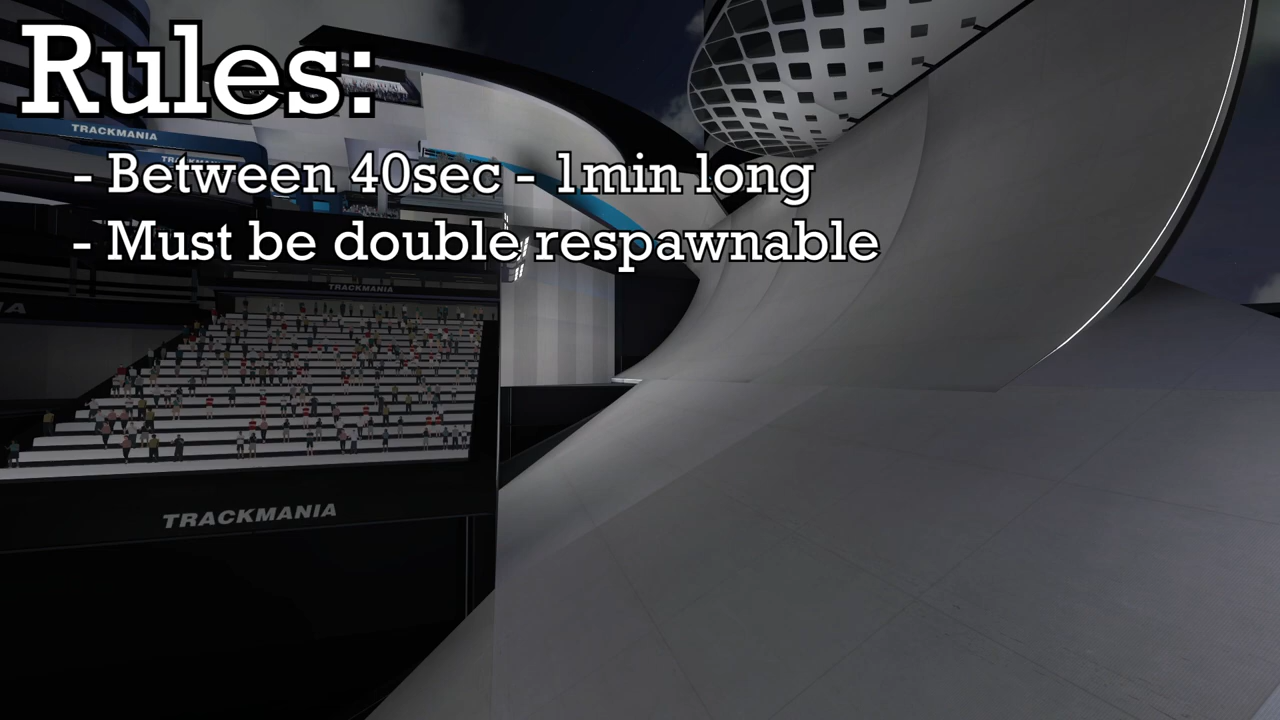 Rules:
TRACKMANIA
- Between 40sec - 1min long
- Must be double respawnable
TRACKMANIA
TRACKMANIA